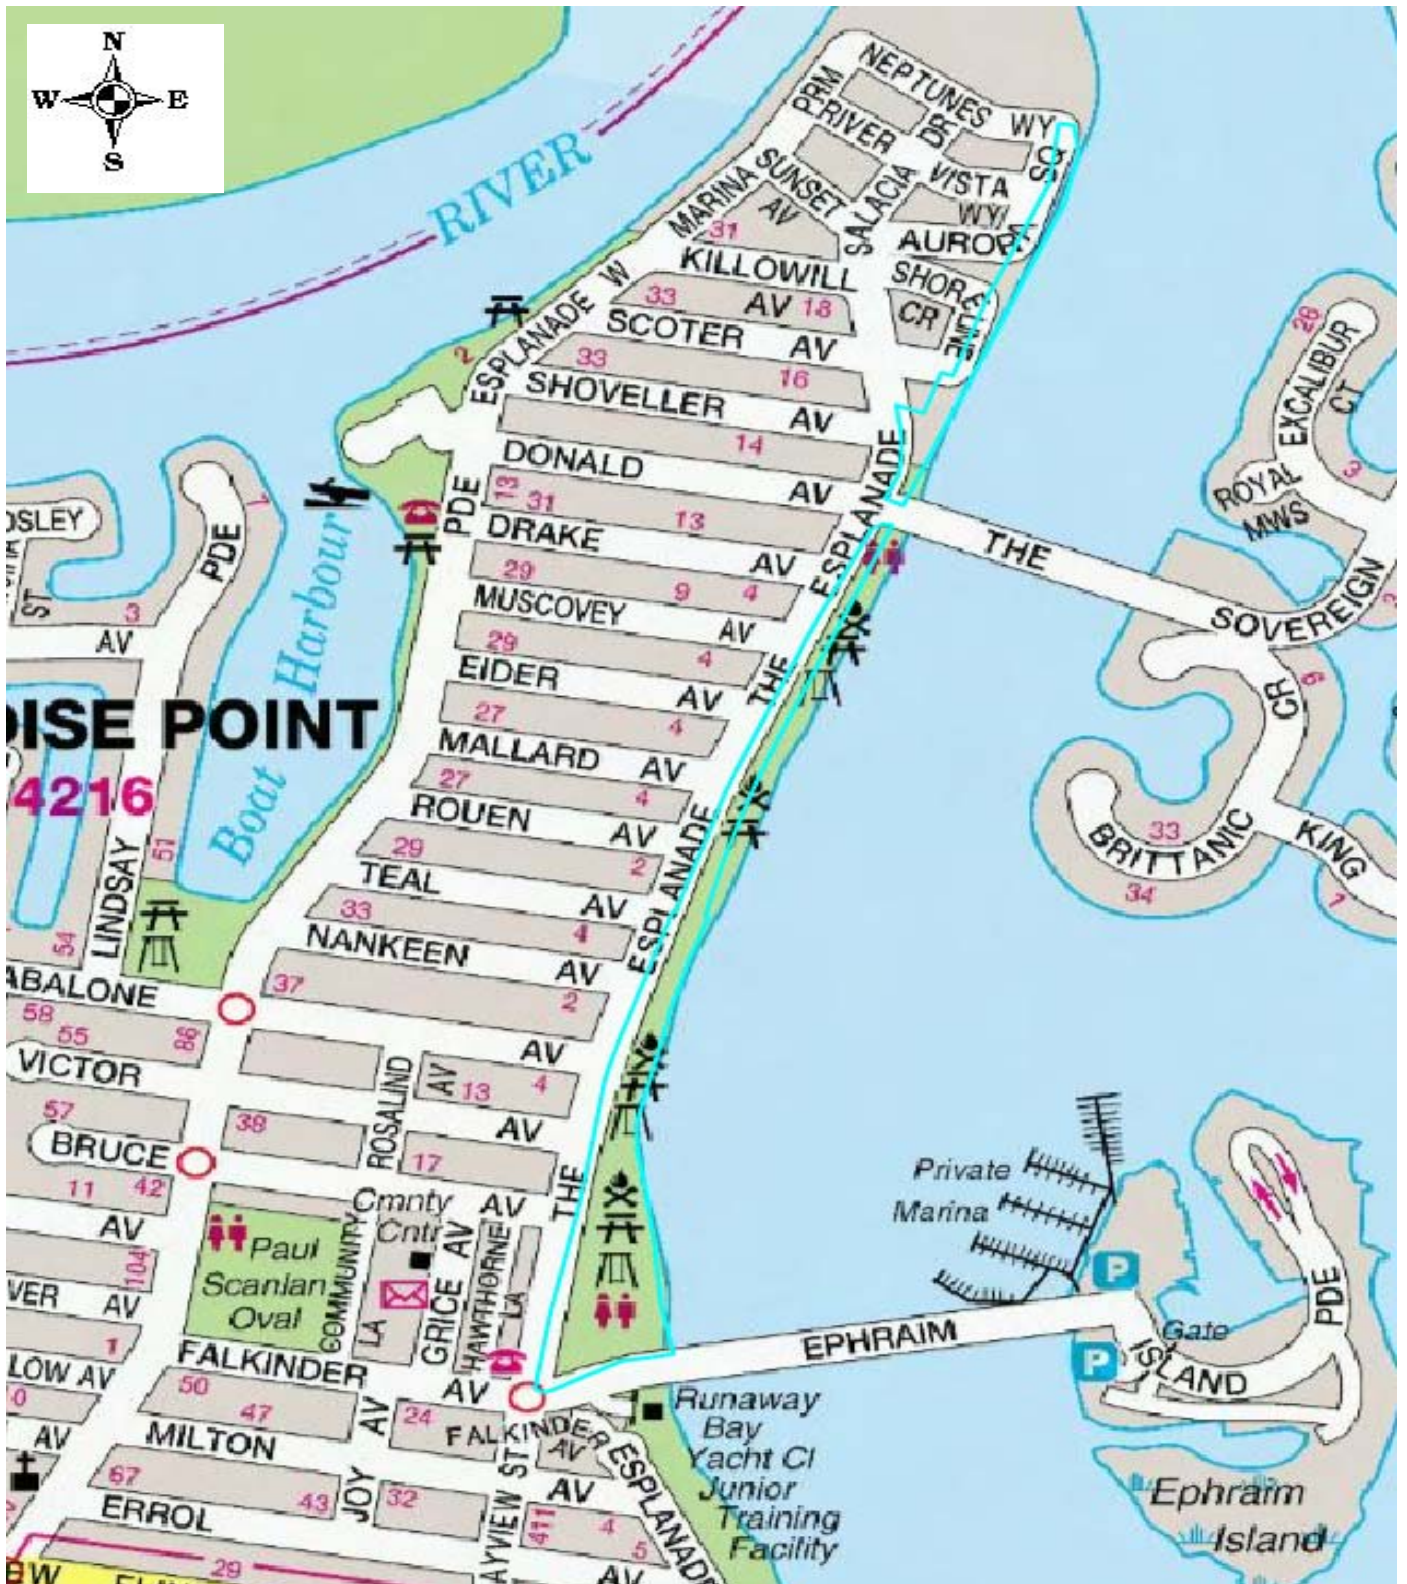 N
W E
S
RIVER
NEPTUNES
WY
PRM
RIVER
DR
SQ
VISTA
WY
SUNSET
AV
SALACIA
MARINA
31
AURORA
KILLOWILL
AV 18
SHORELINE
CR
ESPLANADE W
33
SCOTER
AV
2
33
16
SHOVELLER
AV
14
DONALD
AV
13
31
13
PDE
DRAKE
AV
ESPLANADE
THE
29
9
4
MUSCOVEY
AV
29
4
EIDER
AV
27
4
MALLARD AV
27
4
ROUEN
AV
29
2
TEAL
AV
33
4
NANKEEN
AV
37
2
AV
13
4
AV
THE
ESPLANADE
THE
SOVEREIGN
EXCALIBUR
CT
26
3
ROYAL
MWS
CR
9
BRITTANIC
33
34
KING
1
OSLEY
ST
3
AV
PDE
1
Boat Harbour
OISE POINT
4216
51
LINDSAY
54
ABALONE
58
55
86
VICTOR
57
38
ROSALIND
AV
BRUCE
17
11
42
AV
104
AV
Paul
Scanlan
Oval
Cmnty
Cntr
AV
COMMUNITY
LA
GRICE AV
HAWTHORNE
LA
THE
VER AV
1
LOW AV
FALKINDER
AV
50
47
24
AV
FALKINDER
AV
ESPLANADE
MILTON
AV
67
43
JOY
32
ST
411
4
5
ERROL
AV
29
EPHRAIM
ISLAND
PDE
Gate
P
P
Private
Marina
Runaway
Bay
Yacht Cl
Junior
Training
Facility
Ephraim
Island